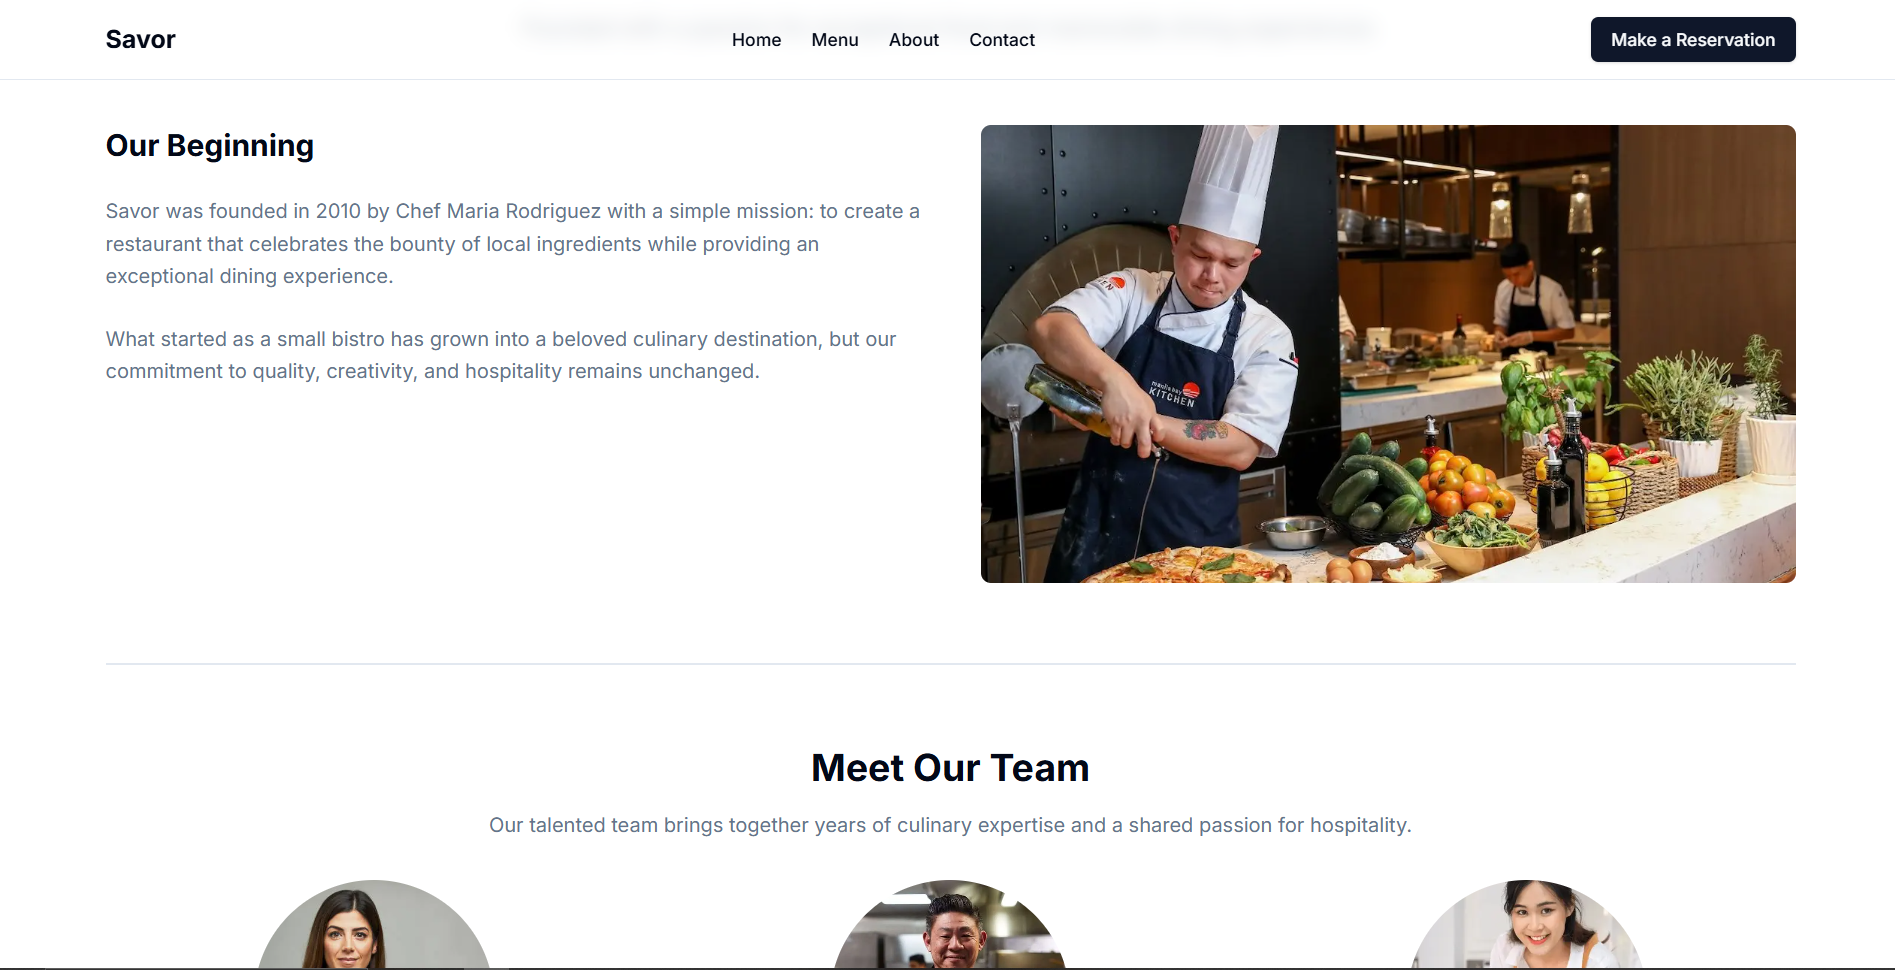 Savor
Home Menu About Contact
Make a Reservation
Our Beginning
Savor was founded in 2010 by Chef Maria Rodriguez with a simple mission: to create a
restaurant that celebrates the bounty of local ingredients while providing an
exceptional dining experience.
What started as a small bistro has grown into a beloved culinary destination, but our
commitment to quality, creativity, and hospitality remains unchanged.
KITCHEN
Meet Our Team
Our talented team brings together years of culinary expertise and a shared passion for hospitality.